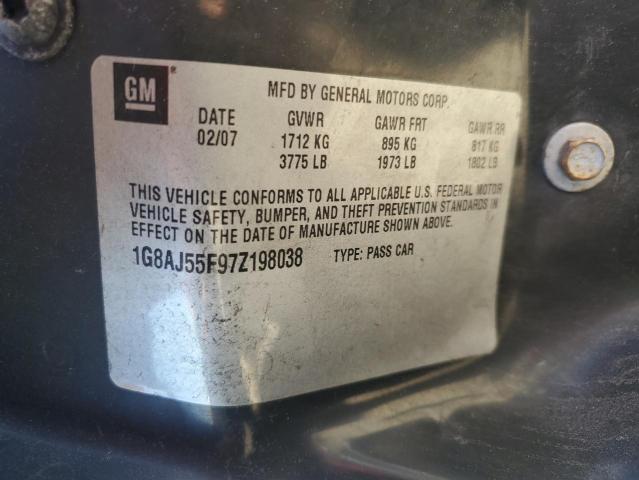 GM ®
MFD BY GENERAL MOTORS CORP.
DATE GVWR GAWR FRT GAWR RR
02/07 1712 KG 895 KG 817 KG
3775 LB 1973 LB 1802 LB
THIS VEHICLE CONFORMS TO ALL APPLICABLE U.S. FEDERAL MOTOR
VEHICLE SAFETY, BUMPER, AND THEFT PREVENTION STANDARDS IN
EFFECT ON THE DATE OF MANUFACTURE SHOWN ABOVE.
1G8AJ55F97Z198038 TYPE: PASS CAR